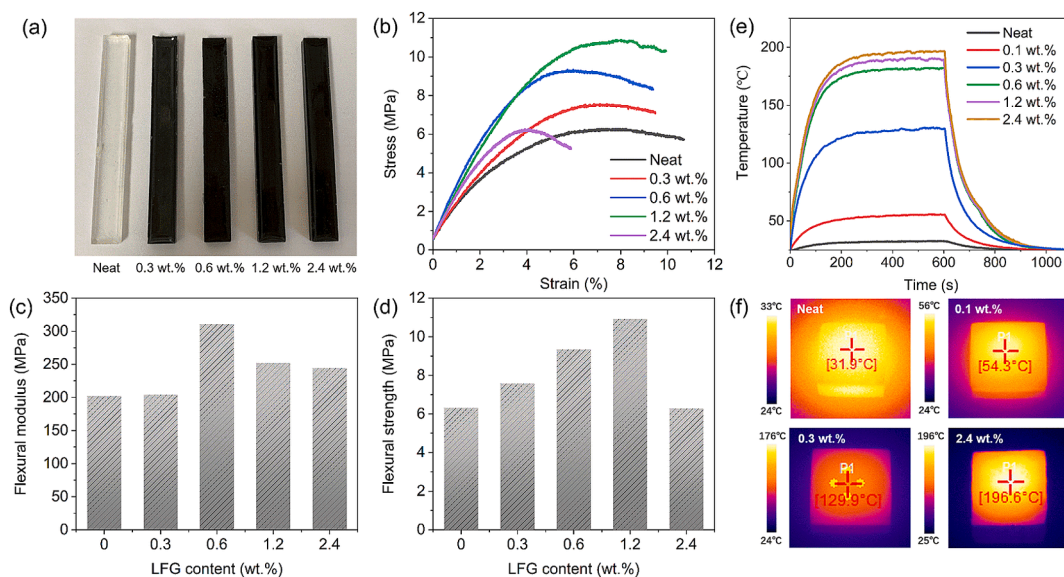 (a)
Neat 0.3 wt.% 0.6 wt.% 1.2 wt.% 2.4 wt.%
(b)
12
10
8
6
4
2
0
Stress (MPa)
0 2 4 6 8 10 12
Strain (%)
Neat
0.3 wt.%
0.6 wt.%
1.2 wt.%
2.4 wt.%
(e)
200
150
100
50
Temperature (℃)
0 200 400 600 800 1000
Time (s)
Neat
0.1 wt.%
0.3 wt.%
0.6 wt.%
1.2 wt.%
2.4 wt.%
(c)
350
300
250
200
150
100
50
0
Flexural modulus (MPa)
0 0.3 0.6 1.2 2.4
LFG content (wt.%)
(d)
12
10
8
6
4
2
0
Flexural strength (MPa)
0 0.3 0.6 1.2 2.4
LFG content (wt.%)
(f)
33℃
24℃
Neat
[31.9°C]
56℃
24℃
0.1 wt.%
P1
[54.3°C]
176℃
24℃
0.3 wt.%
P1
[129.9°C]
196℃
25℃
2.4 wt.%
P1
[196.6°C]